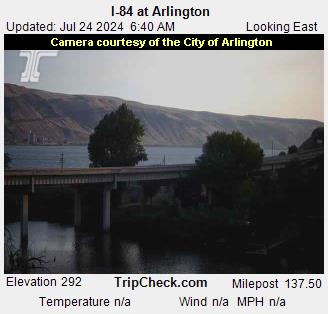 I-84 at Arlington
Updated: Jul 24 2024 6:40 AM Looking East
Camera courtesy of the City of Arlington
Elevation 292 TripCheck.com Milepost 137.50
Temperature n/a Wind n/a MPH n/a